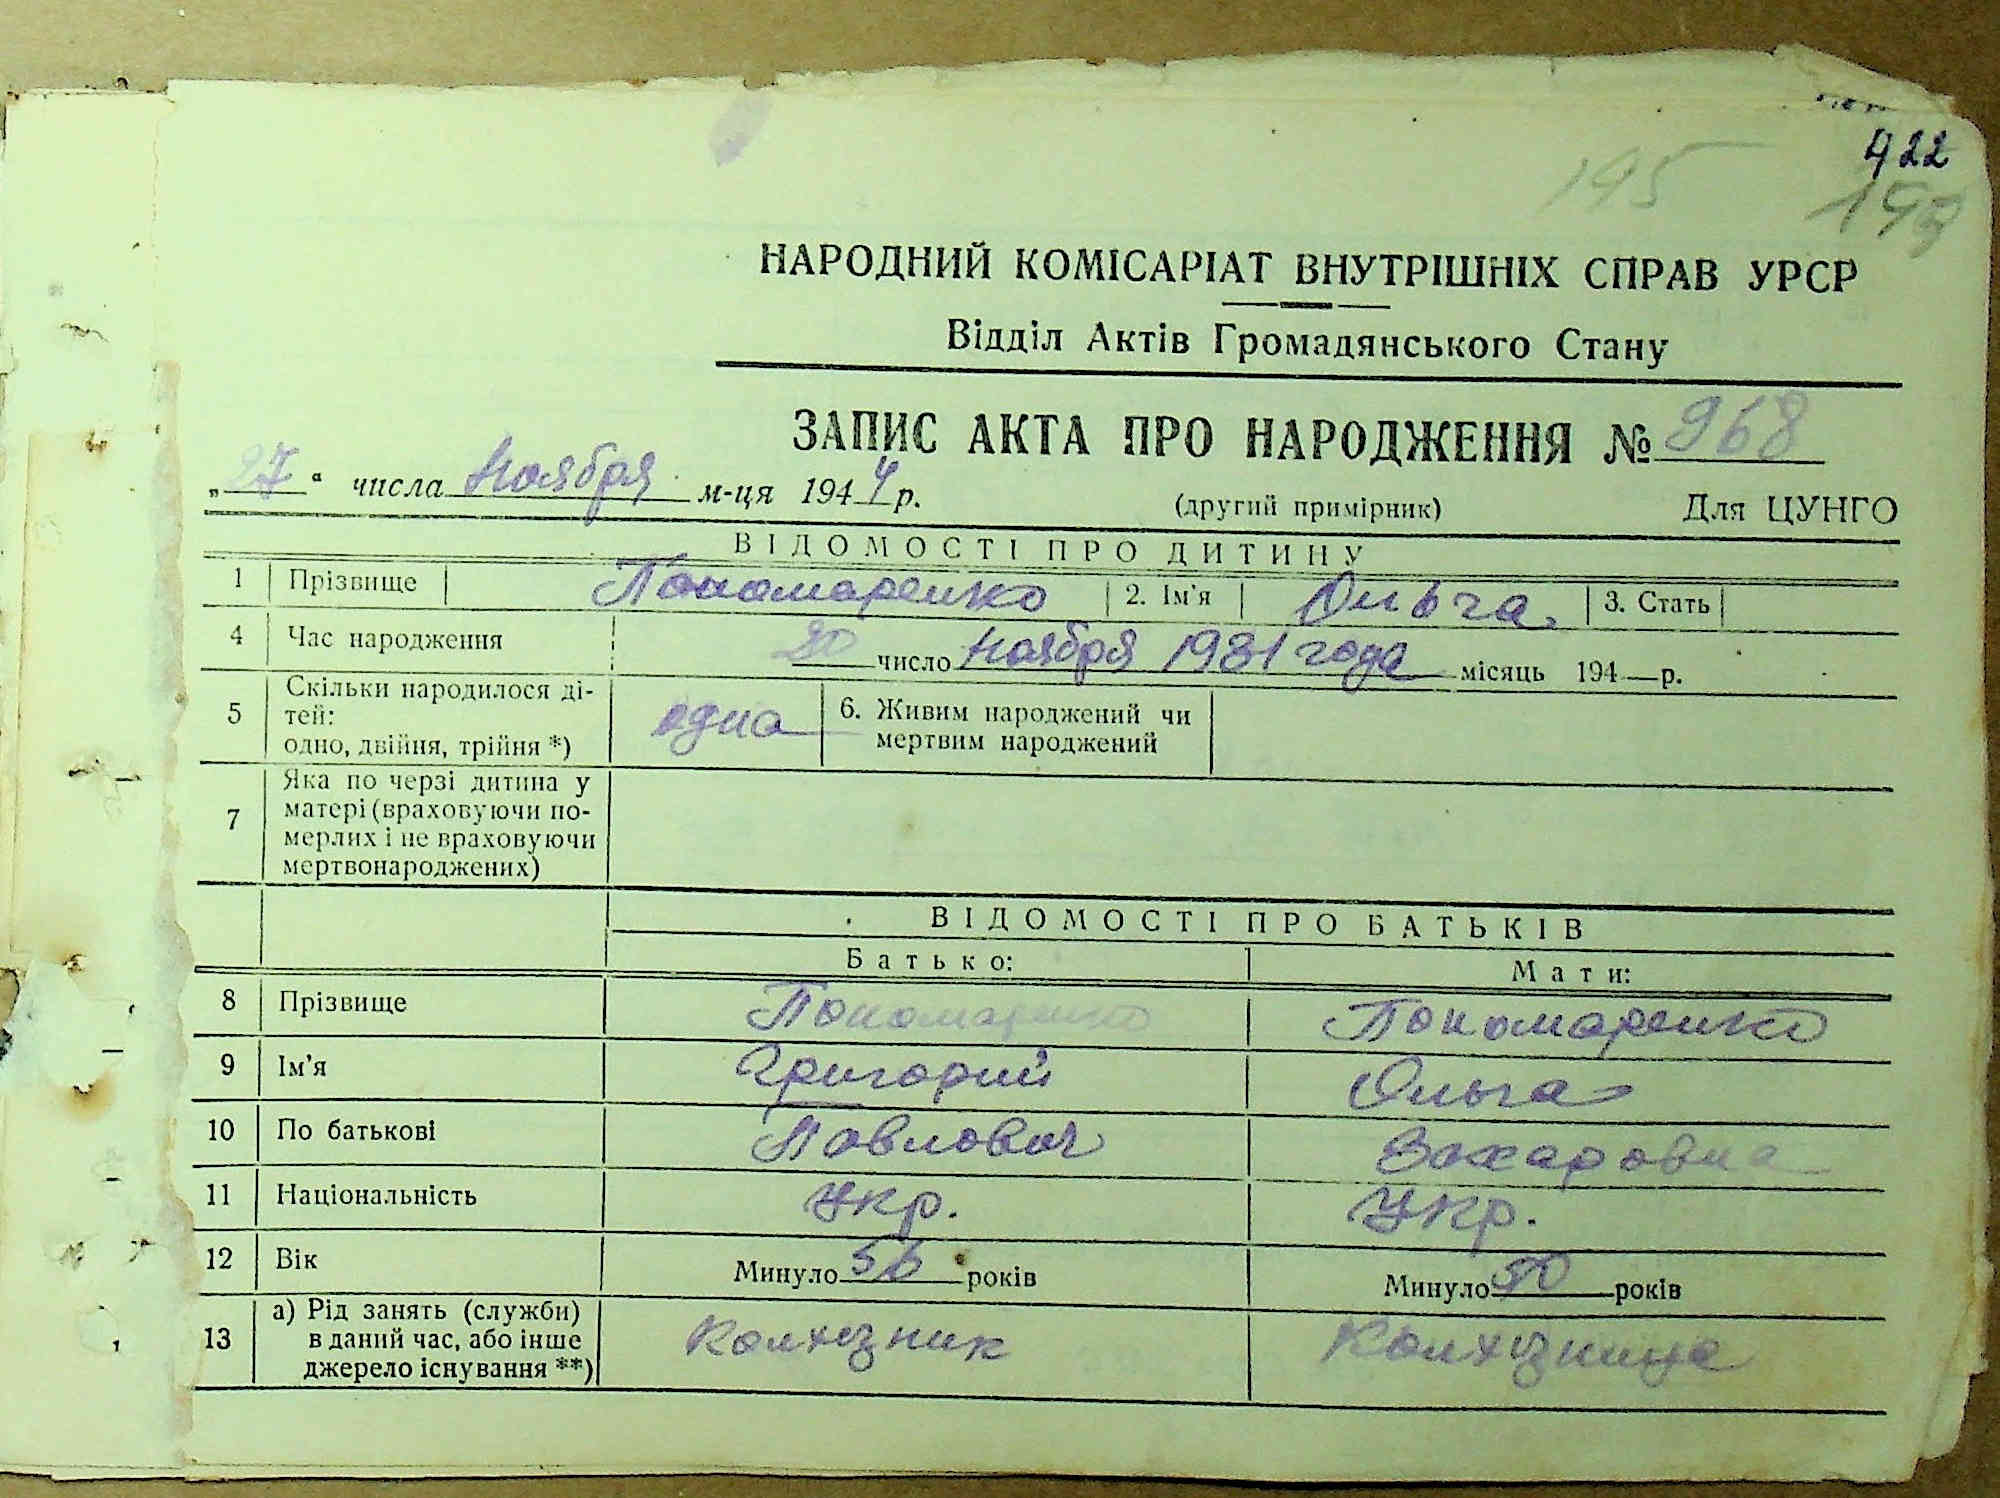 422
195
НАРОДНИЙ КОМІСАРІАТ ВНУТРІШНІХ СПРАВ УРСР
Відділ Актів Громадянського Стану
ЗАПИС АКТА ПРО НАРОДЖЕННЯ № 968
„27“ числа Ноября м-ця 1944 р. (другий примірник) Для ЦУНГО
ВІДОМОСТІ ПРО ДИТИНУ
1 Прізвище Пономаренко 2. Ім'я Ольга 3. Стать
4 Час народження 20 число Ноября 1931 года місяць 194 р.
5 Скільки народилося ді-
тей:
одно, двійня, трійня *) одна 6. Живим народжений чи
мертвим народжений
7 Яка по черзі дитина у
матері (враховуючи по-
мерлих і не враховуючи
мертвонароджених)
ВІДОМОСТІ ПРО БАТЬКІВ
Батько: Мати:
8 Прізвище Пономаренко Пономаренко
9 Ім'я Григорий Ольга
10 По батькові Павлович Захаровна
11 Національність Укр. Укр.
12 Вік Минуло 56 років Минуло 50 років
13 а) Рід занять (служби)
в даний час, або інше
джерело існування **) Колхозник Колхозница